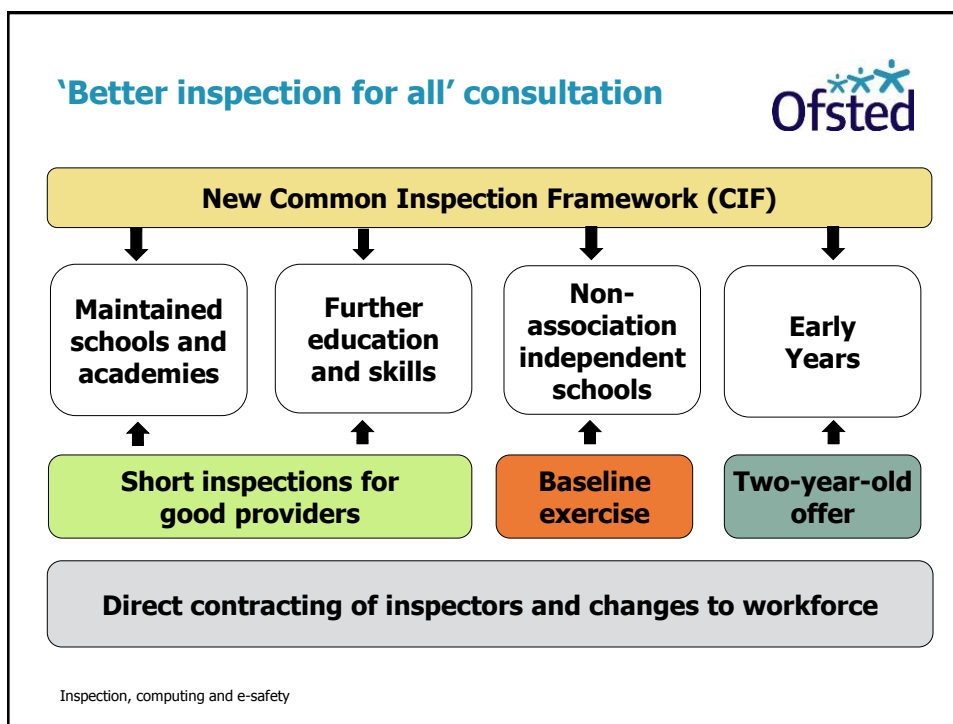 ‘Better inspection for all’ consultation
Ofsted
New Common Inspection Framework (CIF)
Maintained
schools and
academies
Further
education
and skills
Non-
association
independent
schools
Early
Years
Short inspections for
good providers
Baseline
exercise
Two-year-old
offer
Direct contracting of inspectors and changes to workforce
Inspection, computing and e-safety